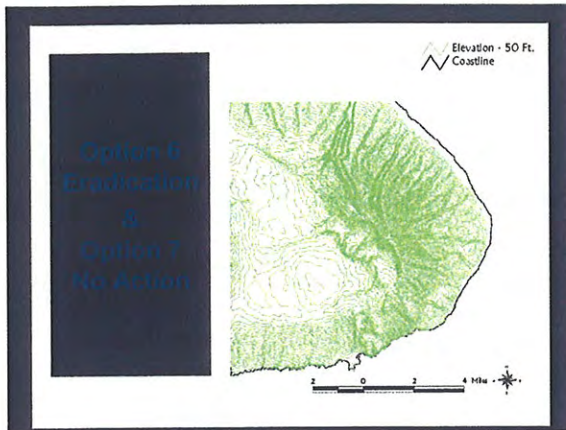 Elevation - 50 Ft.
Coastline
Option 6
Eradication
&
Option 7
No Action
2 0 2 4 Miles